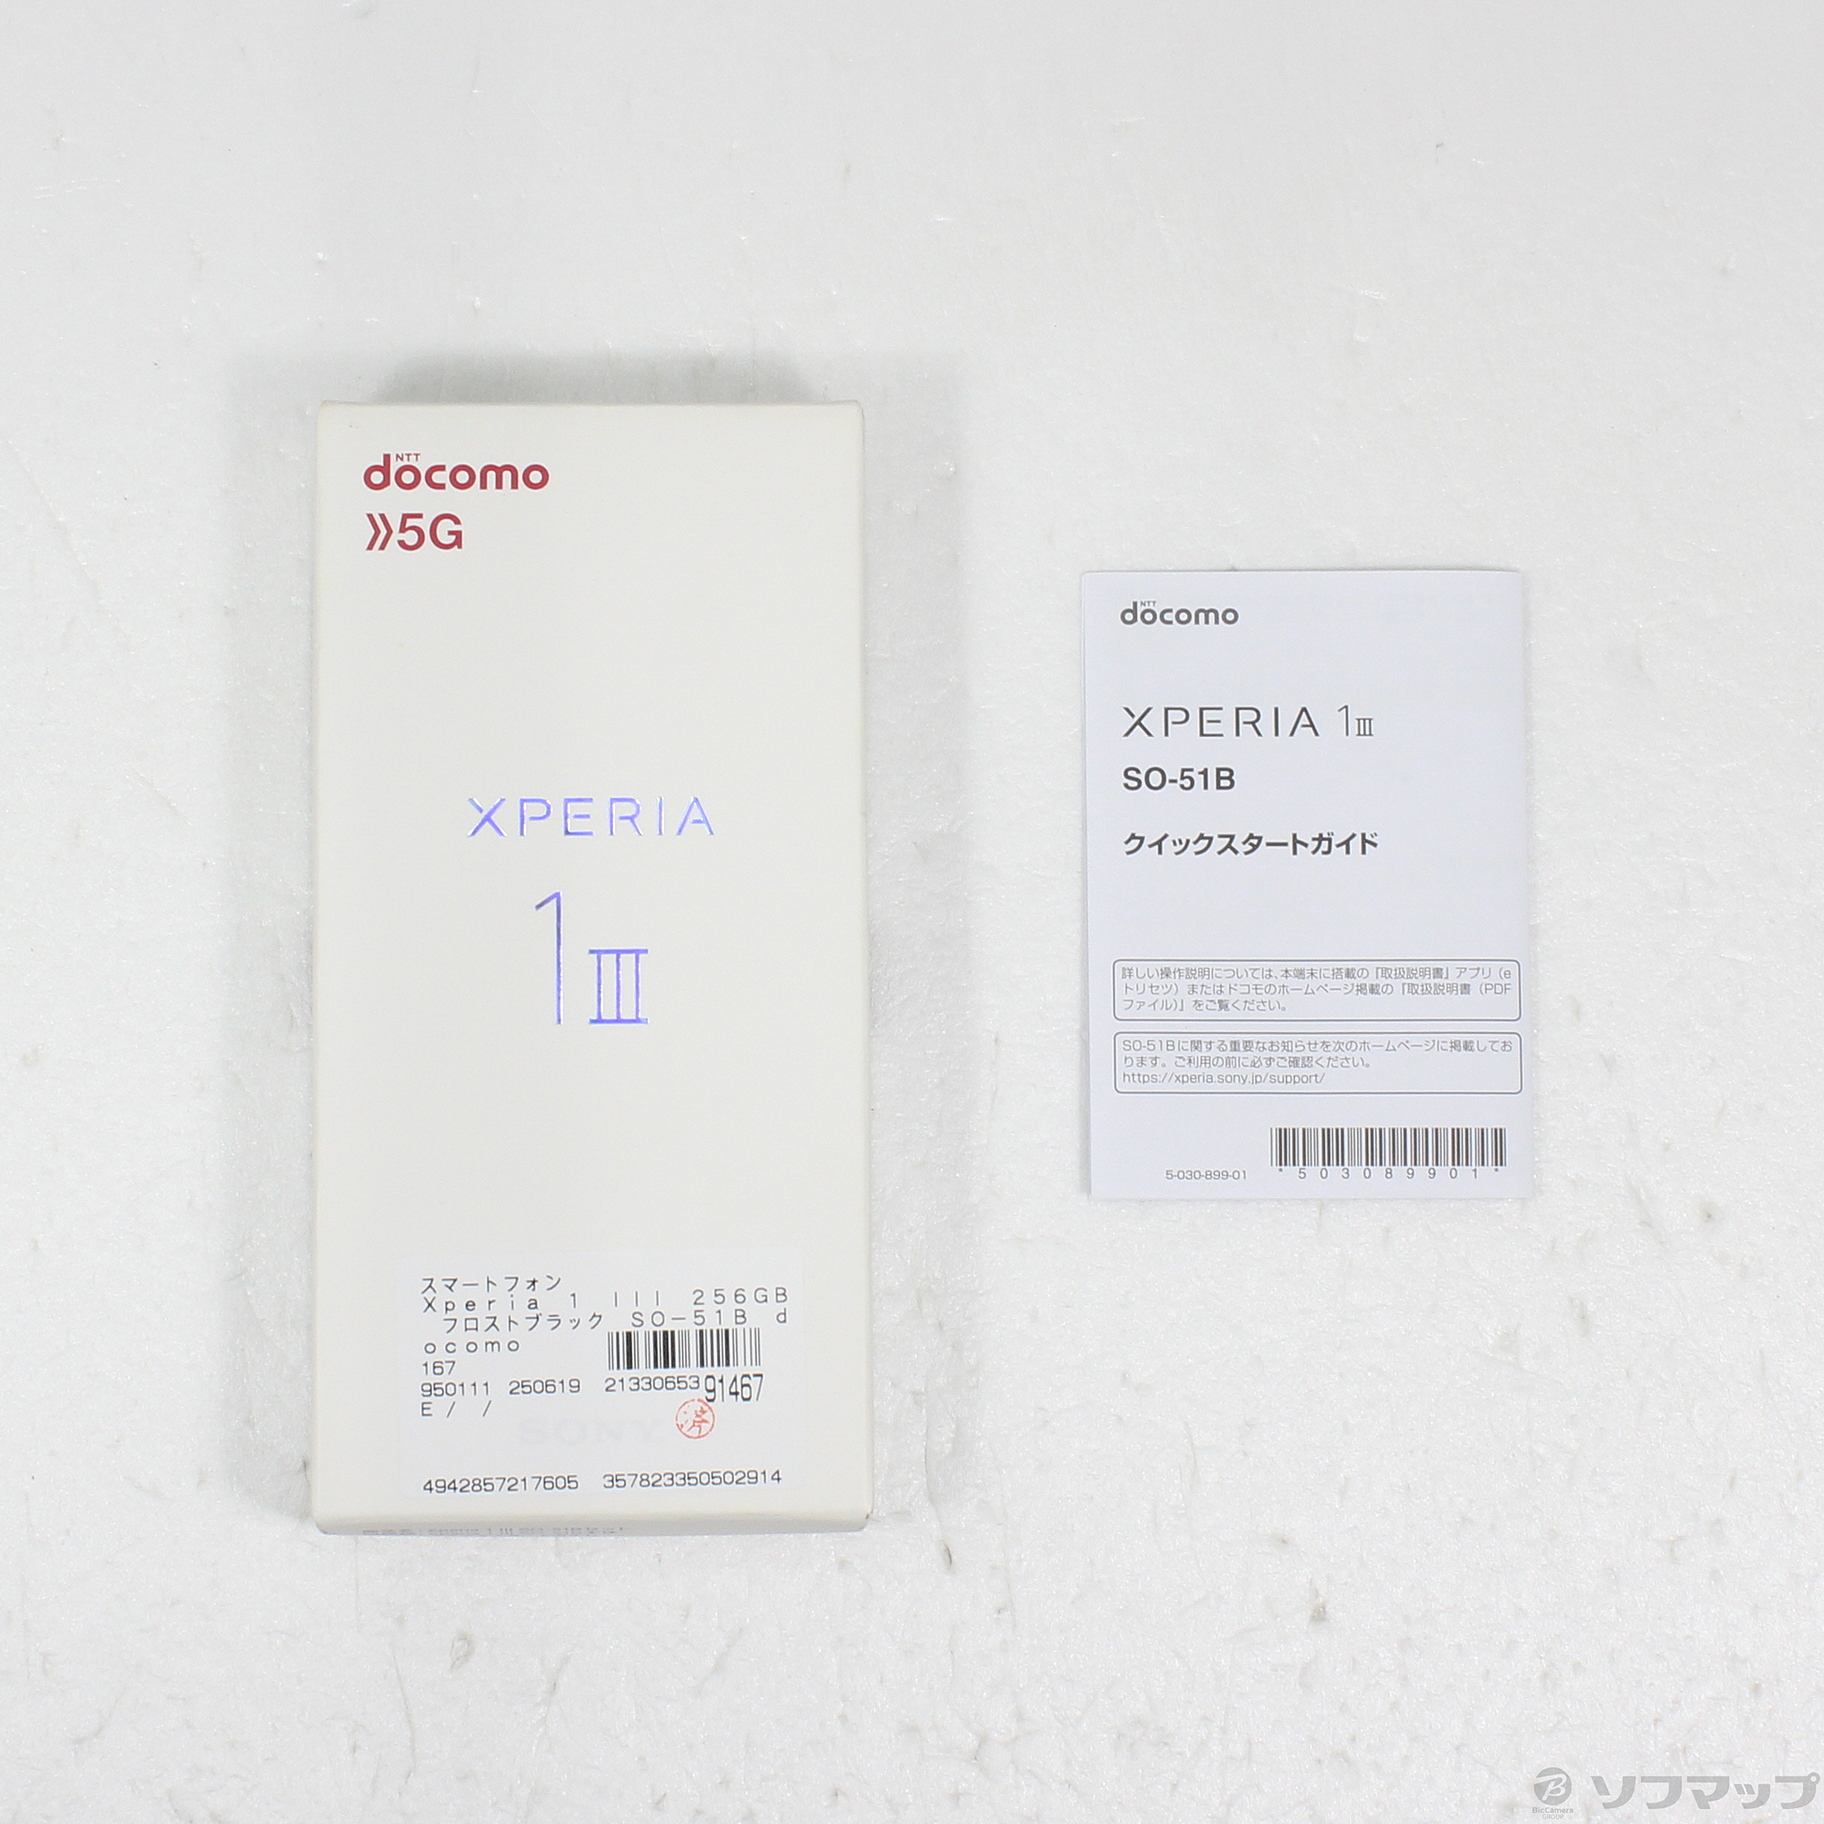 NTT
docomo
5G
XPERIA
1III
スマートフォン
Xperia 1 III 256GB
フロストブラック SO-51B d
ocomo
167
950111 250619 2133065391467
E / /
済
SONY
4942857217605 357823350502914
NTT
docomo
XPERIA 1III
SO-51B
クイックスタートガイド
詳しい操作説明については、本端末に搭載の『取扱説明書』アプリ（e
トリセツ）またはドコモのホームページ掲載の『取扱説明書（PDF
ファイル）』をご覧ください。
SO-51Bに関する重要なお知らせを次のホームページに掲載してお
ります。ご利用の前に必ずご確認ください。
https://xperia.sony.jp/support/
5-030-899-01 *503089901*
B
BicCamera
GROUP
ソフマップ